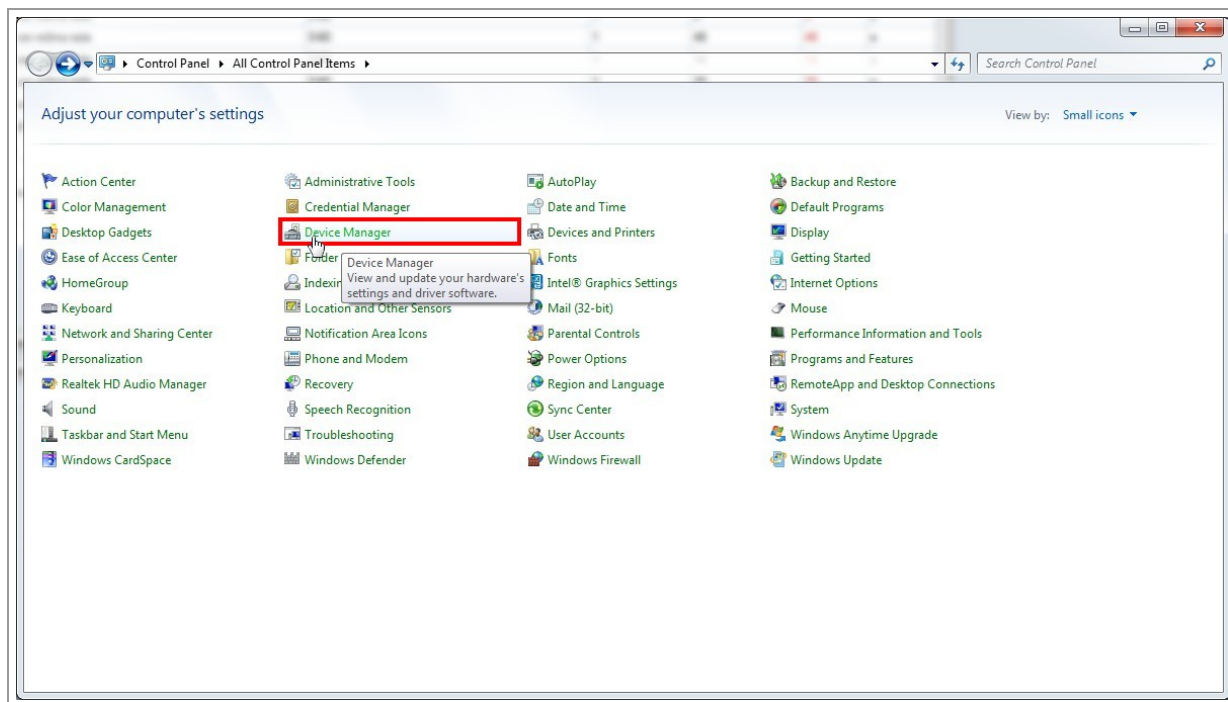 Control Panel ▸ All Control Panel Items ▸
Search Control Panel
Adjust your computer's settings
View by: Small icons
Action Center
Administrative Tools
AutoPlay
Backup and Restore
Color Management
Credential Manager
Date and Time
Default Programs
Desktop Gadgets
Device Manager
Devices and Printers
Display
Ease of Access Center
Fonts
Getting Started
Device Manager
View and update your hardware's
settings and driver software.
HomeGroup
Intel® Graphics Settings
Internet Options
Keyboard
Location and Other Sensors
Mail (32-bit)
Mouse
Network and Sharing Center
Notification Area Icons
Parental Controls
Performance Information and Tools
Personalization
Phone and Modem
Power Options
Programs and Features
Realtek HD Audio Manager
Recovery
Region and Language
RemoteApp and Desktop Connections
Sound
Speech Recognition
Sync Center
System
Taskbar and Start Menu
Troubleshooting
User Accounts
Windows Anytime Upgrade
Windows CardSpace
Windows Defender
Windows Firewall
Windows Update